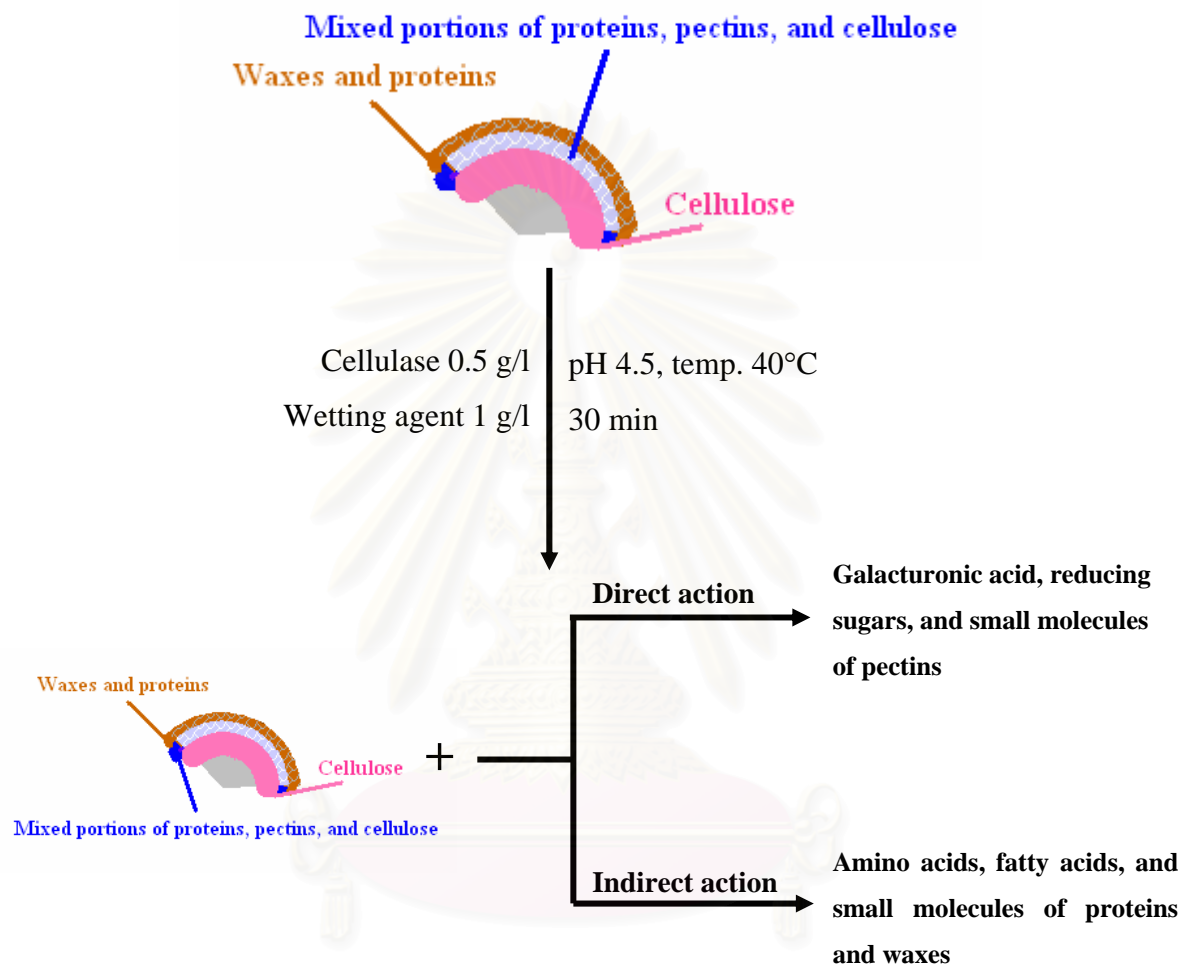 Mixed portions of proteins, pectins, and cellulose
Waxes and proteins
Cellulose
Cellulase 0.5 g/l
pH 4.5, temp. 40°C
Wetting agent 1 g/l
30 min
Direct action
Galacturonic acid, reducing
sugars, and small molecules
of pectins
Waxes and proteins
Cellulose
+
Mixed portions of proteins, pectins, and cellulose
Indirect action
Amino acids, fatty acids, and
small molecules of proteins
and waxes